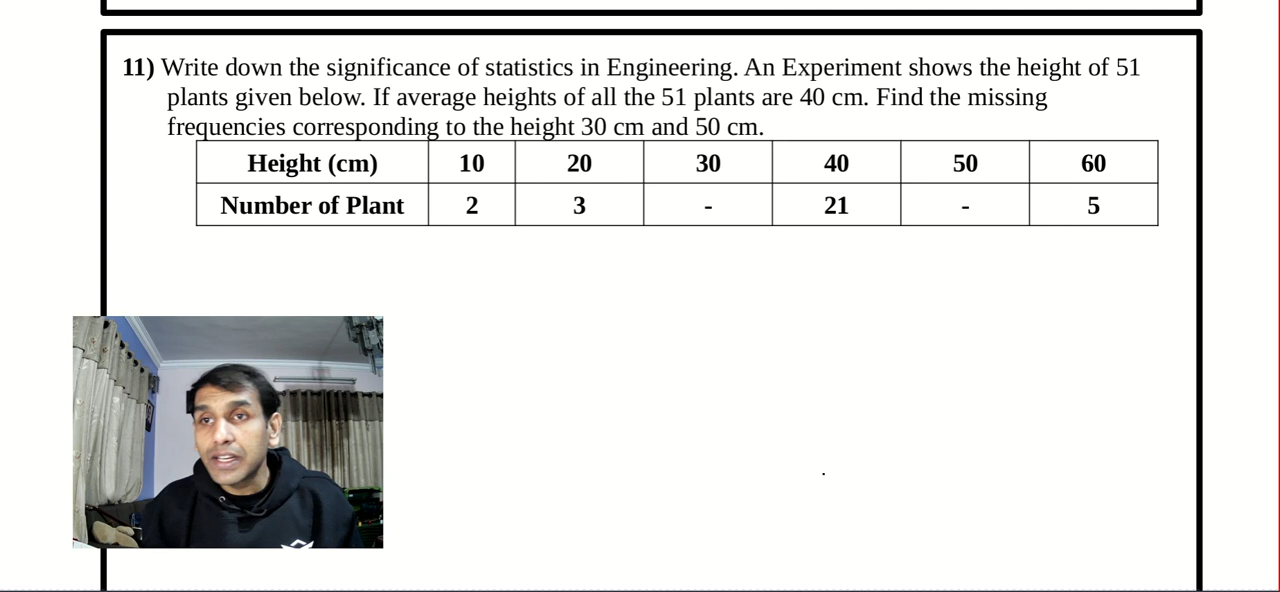 11) Write down the significance of statistics in Engineering. An Experiment shows the height of 51
plants given below. If average heights of all the 51 plants are 40 cm. Find the missing
frequencies corresponding to the height 30 cm and 50 cm.
Height (cm) 10 20 30 40 50 60
Number of Plant 2 3 - 21 - 5